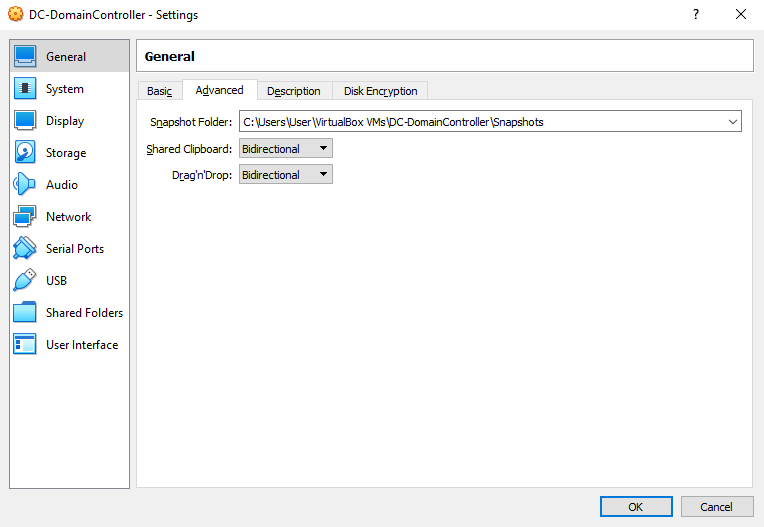 DC-DomainController - Settings
?
General
System
Display
Storage
Audio
Network
Serial Ports
USB
Shared Folders
User Interface
General
Basic Advanced Description Disk Encryption
Snapshot Folder: C:\Users\User\VirtualBox VMs\DC-DomainController\Snapshots
Shared Clipboard: Bidirectional
Drag'n'Drop: Bidirectional
OK Cancel